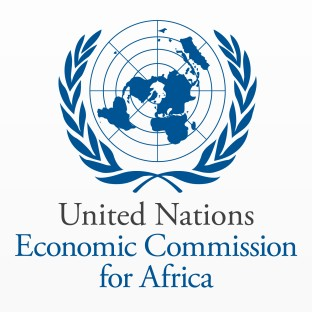 United Nations
Economic Commission
for Africa